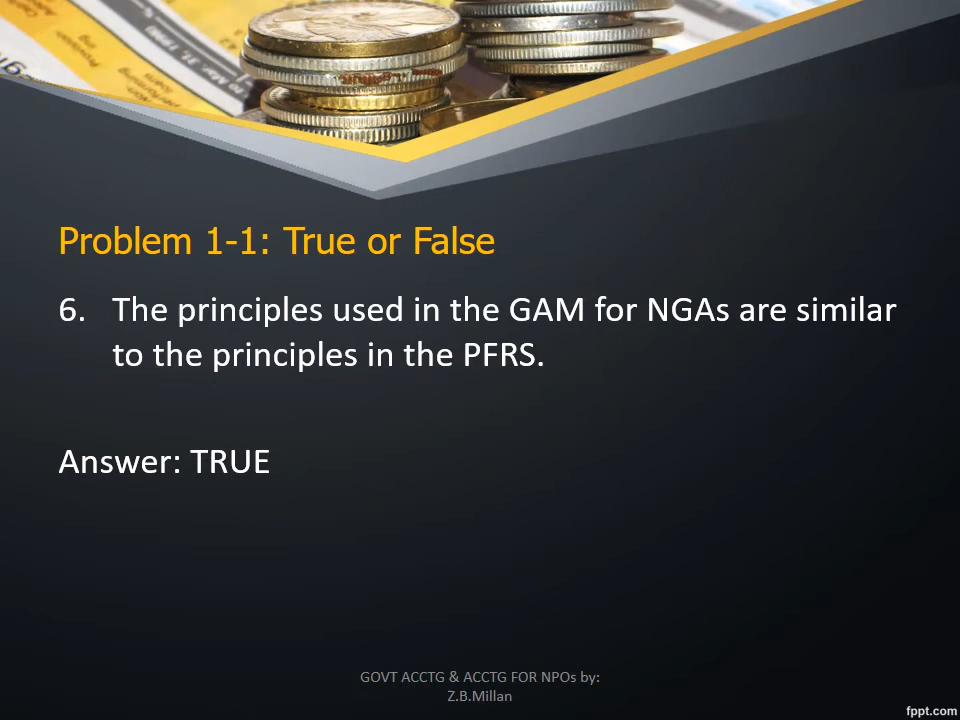 Problem 1-1: True or False
6. The principles used in the GAM for NGAs are similar
to the principles in the PFRS.
Answer: TRUE
GOVT ACCTG & ACCTG FOR NPOs by:
Z.B.Millan
fppt.com